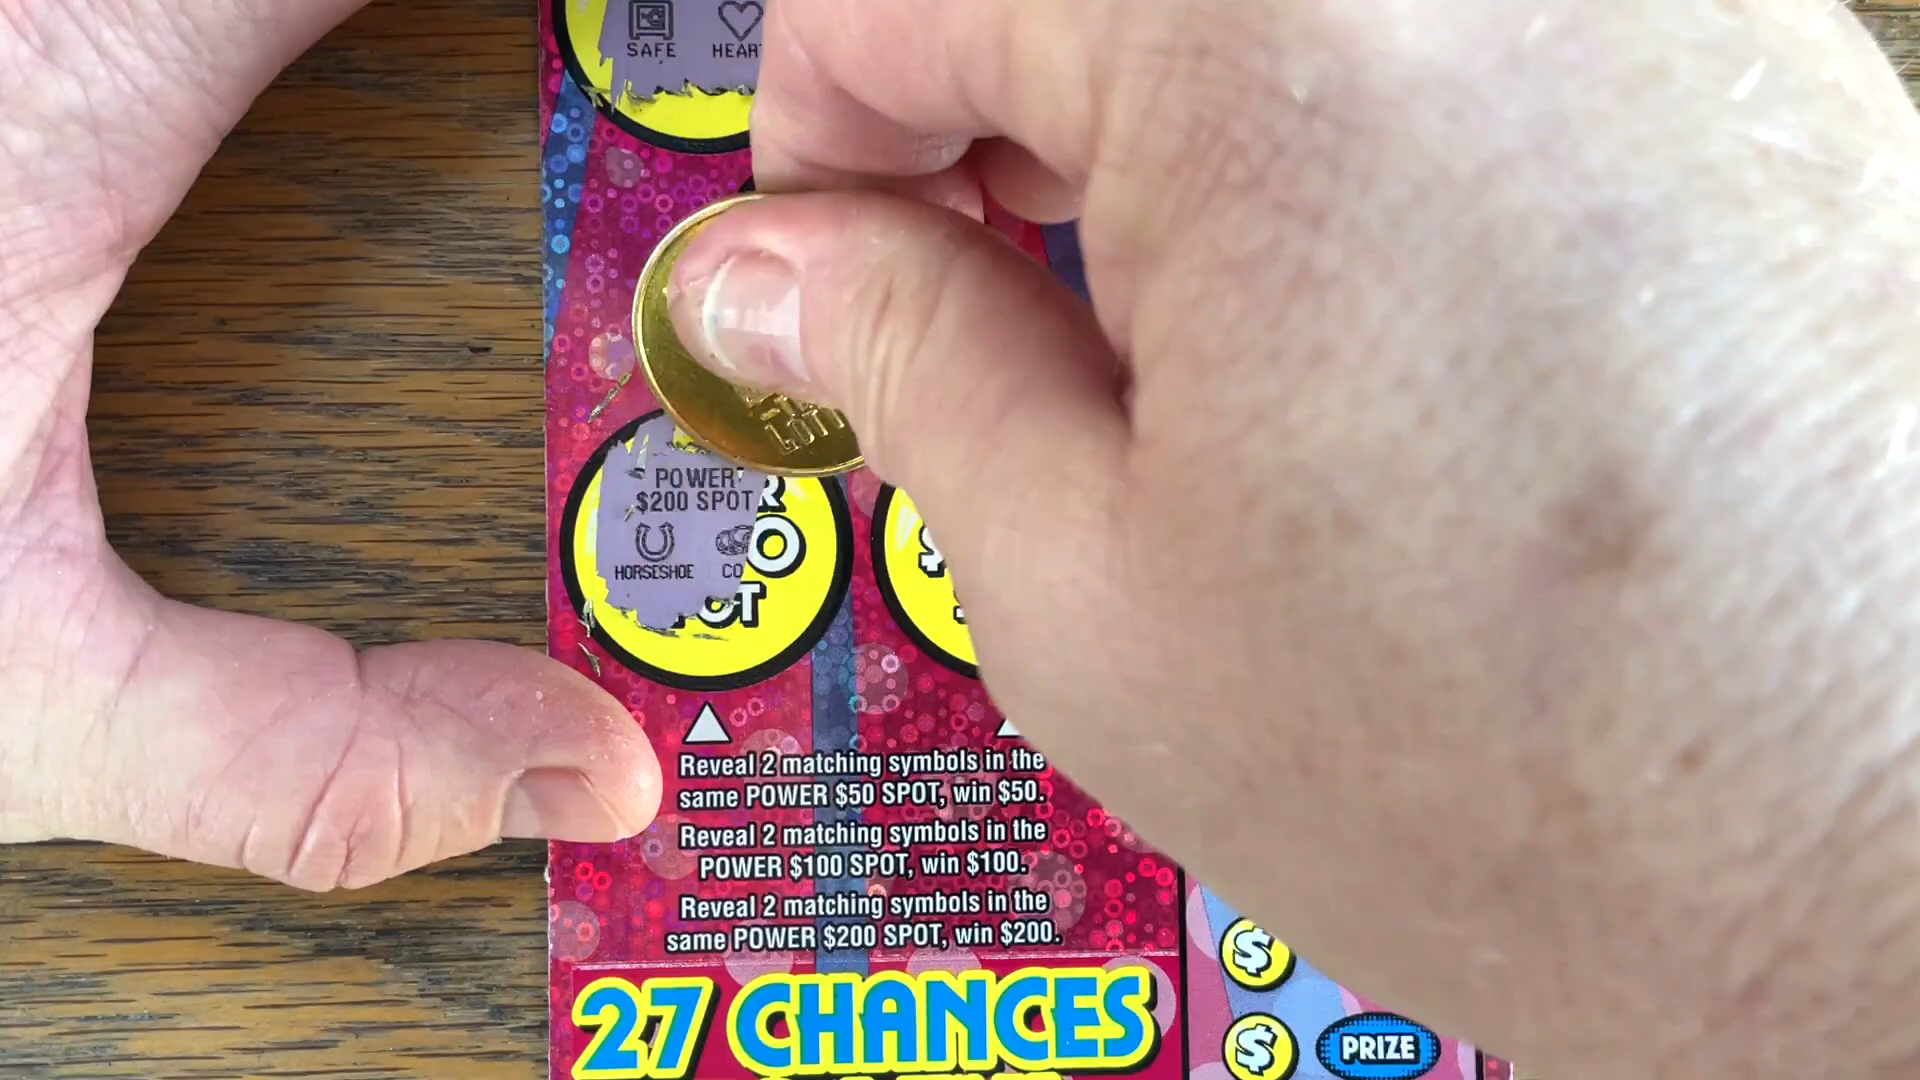 SAFE HEART
POWER
$200 SPOT
HORSESHOE CO
Reveal 2 matching symbols in the
same POWER $50 SPOT, win $50.
Reveal 2 matching symbols in the
POWER $100 SPOT, win $100.
Reveal 2 matching symbols in the
same POWER $200 SPOT, win $200.
27 CHANCES
$
$ PRIZE